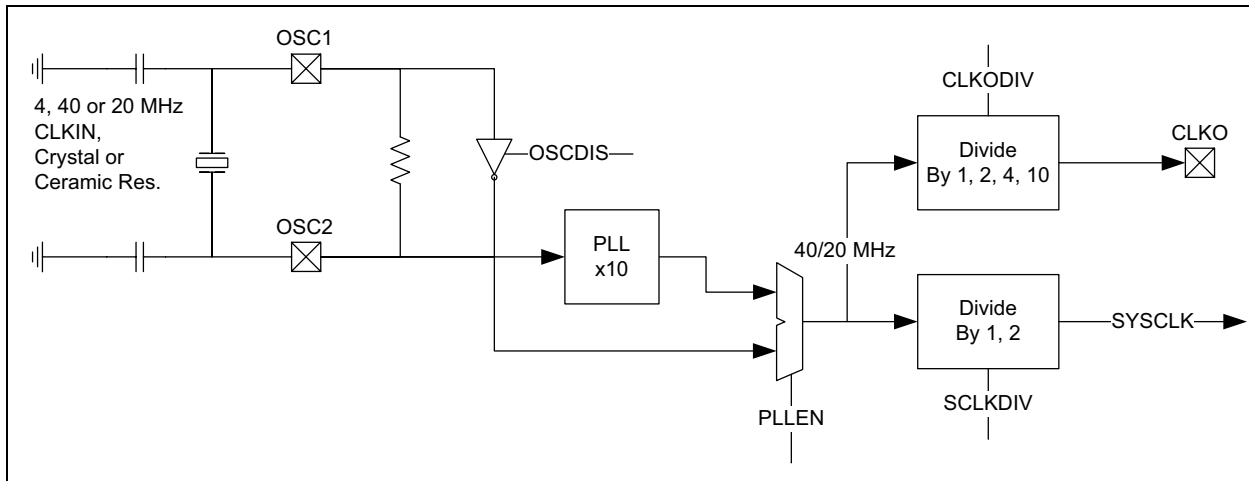 OSC1
4, 40 or 20 MHz
CLKIN,
Crystal or
Ceramic Res.
OSC2
OSCDIS
PLL
x10
PLLEN
40/20 MHz
CLKODIV
Divide
By 1, 2, 4, 10
CLKO
Divide
By 1, 2
SYSCLK
SCLKDIV